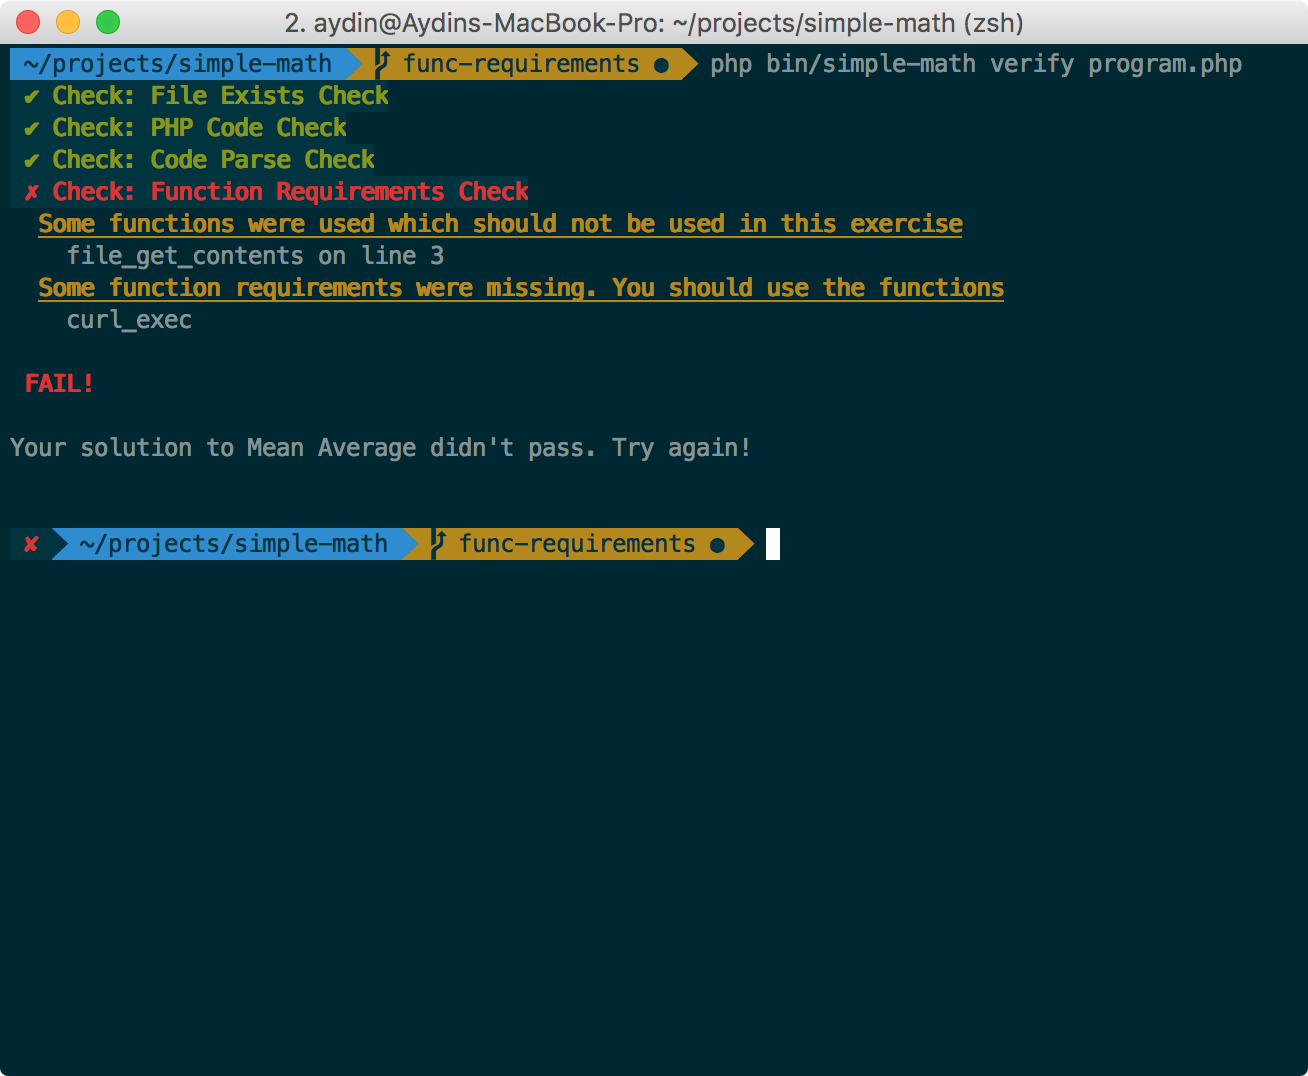 2. aydin@Aydins-MacBook-Pro: ~/projects/simple-math (zsh)
~/projects/simple-math func-requirements ● php bin/simple-math verify program.php
✔ Check: File Exists Check
✔ Check: PHP Code Check
✔ Check: Code Parse Check
✗ Check: Function Requirements Check
Some functions were used which should not be used in this exercise
file_get_contents on line 3
Some function requirements were missing. You should use the functions
curl_exec
FAIL!
Your solution to Mean Average didn't pass. Try again!
✘ ~/projects/simple-math func-requirements ●